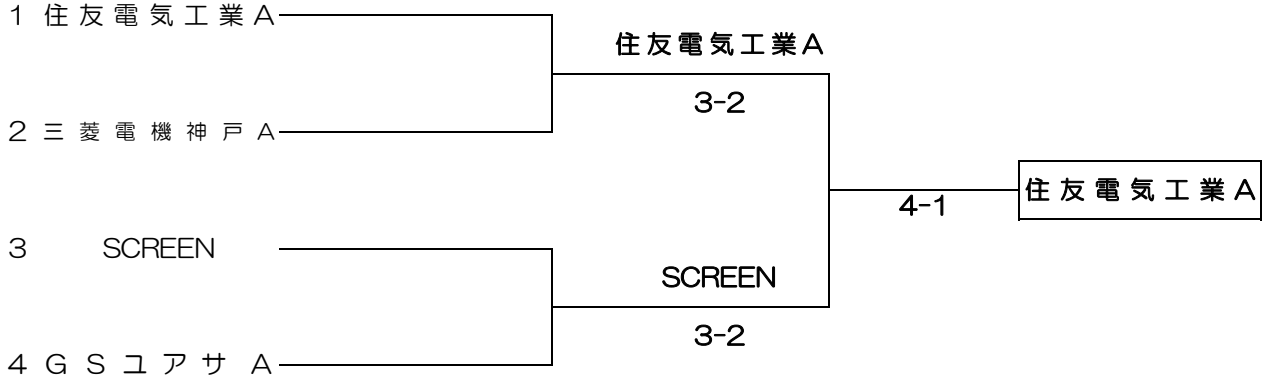 1 住友電気工業A
住友電気工業A
3-2
2 三菱電機神戸A
住友電気工業A
4-1
3 SCREEN
SCREEN
3-2
4 GSユアサ A